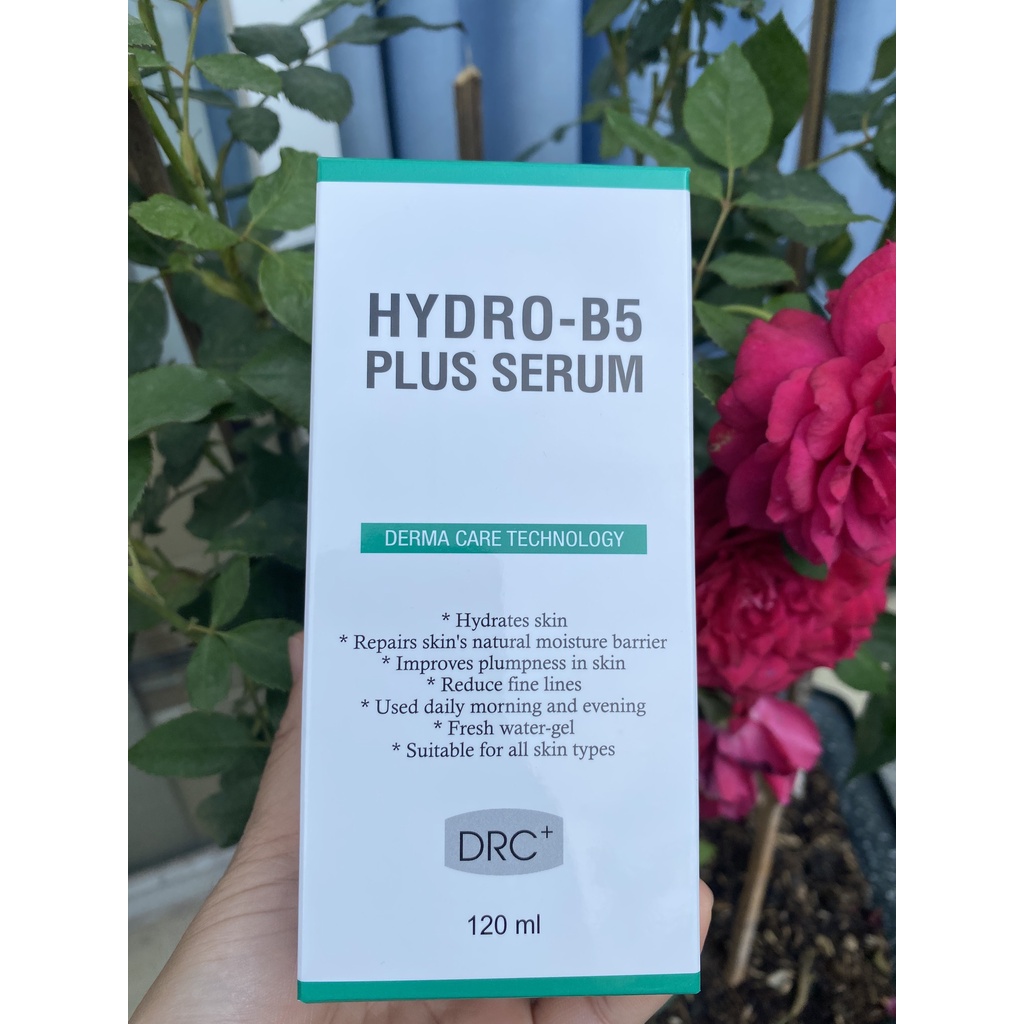 HYDRO-B5
PLUS SERUM
DERMA CARE TECHNOLOGY
* Hydrates skin
* Repairs skin's natural moisture barrier
* Improves plumpness in skin
* Reduce fine lines
* Used daily morning and evening
* Fresh water-gel
* Suitable for all skin types
DRC+
120 ml